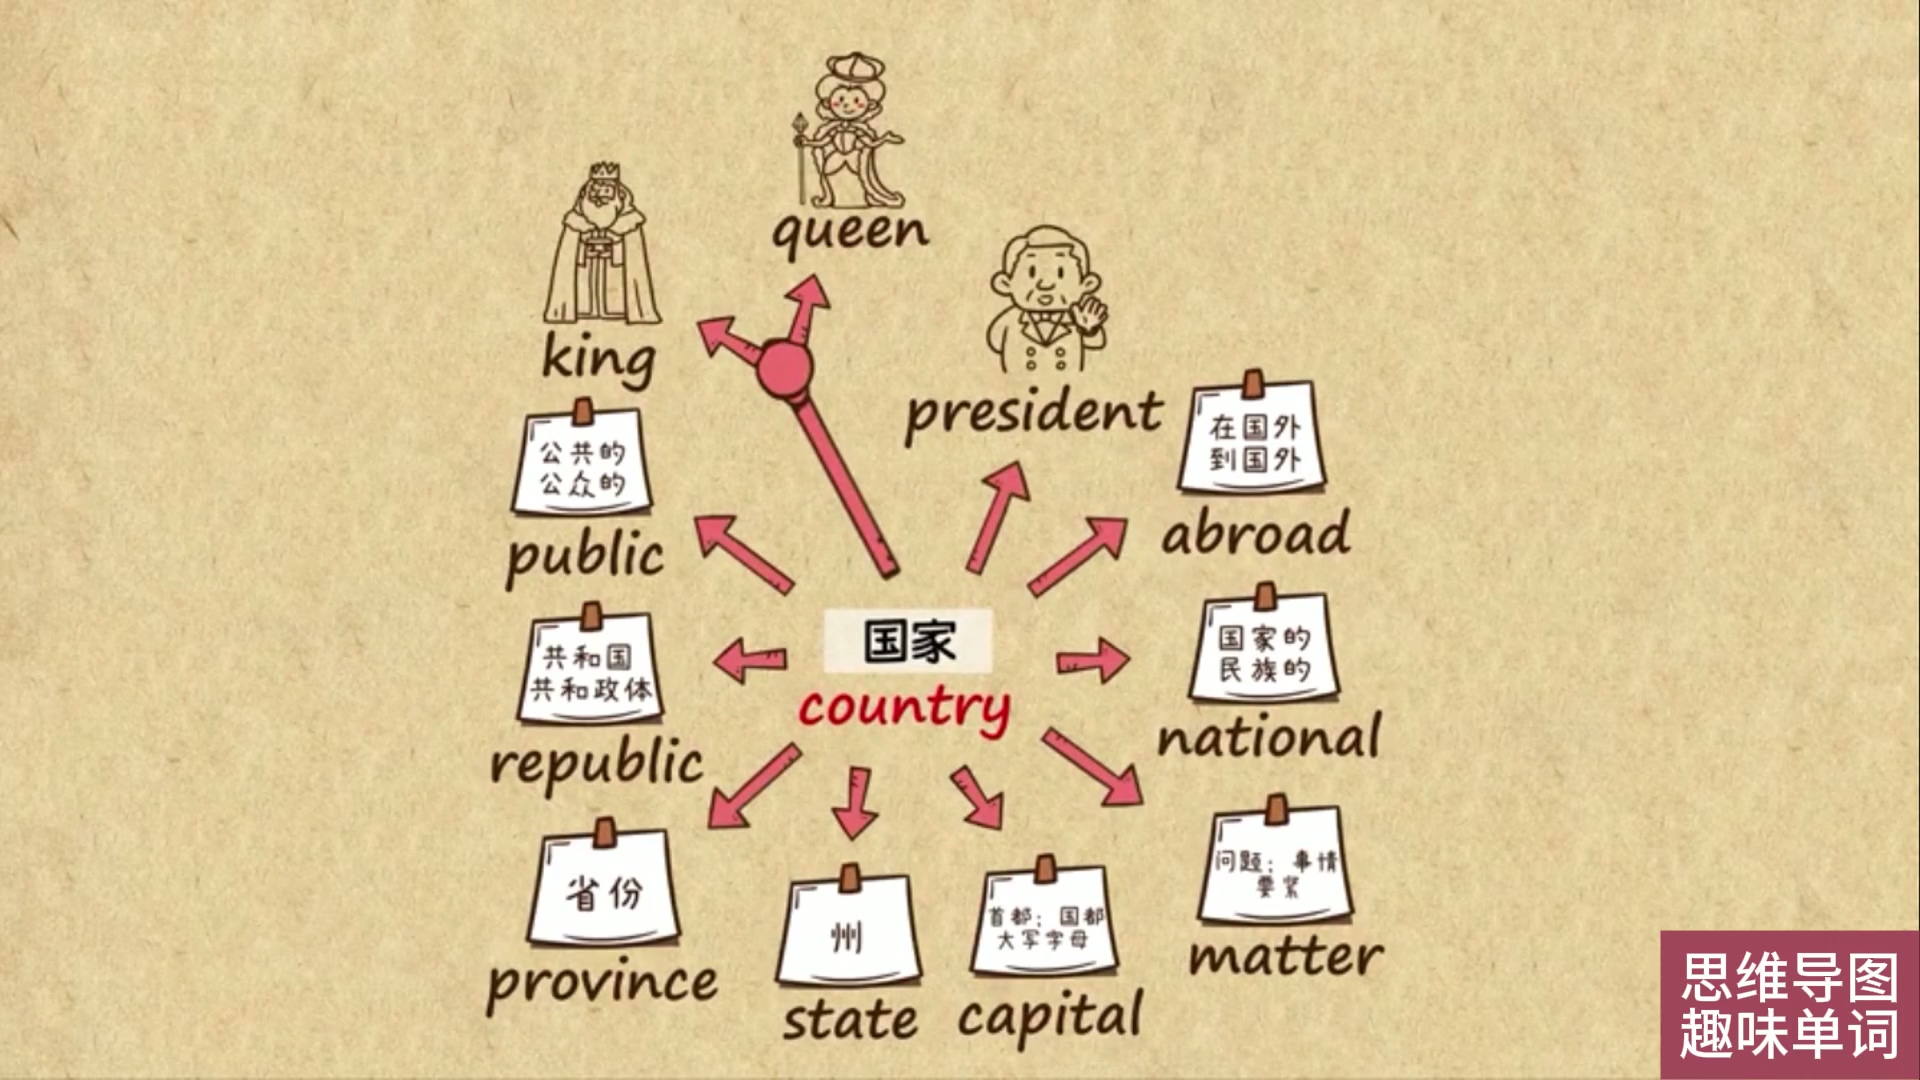 queen
king
president
公共的
公众的
public
在国外
到国外
abroad
共和国
共和政体
republic
国家
country
国家的
民族的
national
省份
province
州
state
首都；国都
大写字母
capital
问题；事情
要紧
matter
思维导图
趣味单词